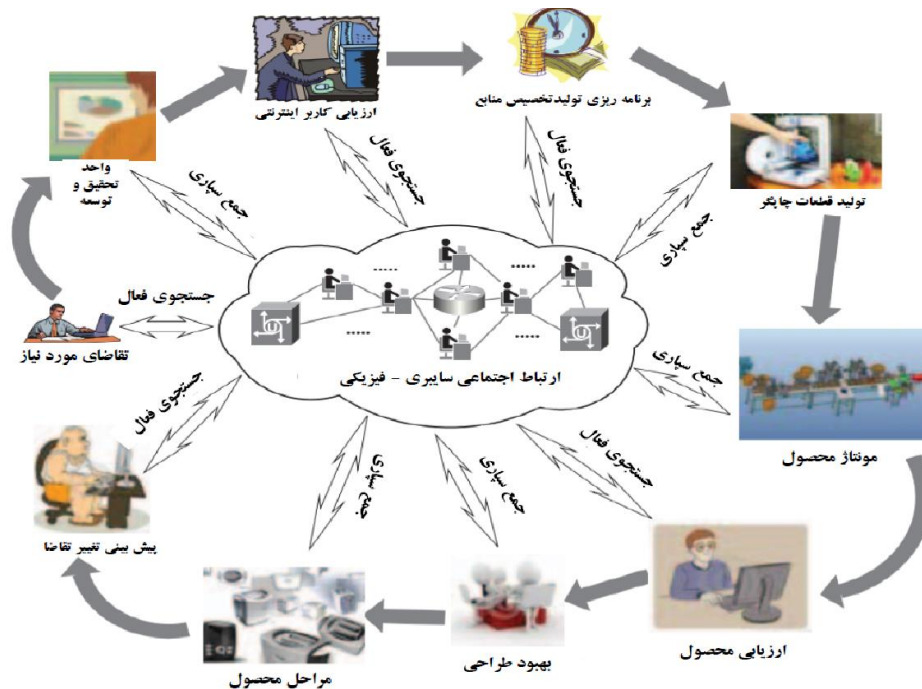 ارزیابی کاربر اینترنتی
برنامه ریزی تولیدتخصیص منابع
واحد
تحقیق و
توسعه
جمع سپاری
جستجوی فعال
جستجوی فعال
جمع سپاری
تولید قطعات چاپگر
جستجوی فعال
تقاضای مورد نیاز
ارتباط اجتماعی سایبری - فیزیکی
جمع سپاری
مونتاژ محصول
جستجوی فعال
جمع سپاری
جمع سپاری
جستجوی فعال
پیش بینی تغییر تقاضا
مراحل محصول
بهبود طراحی
ارزیابی محصول